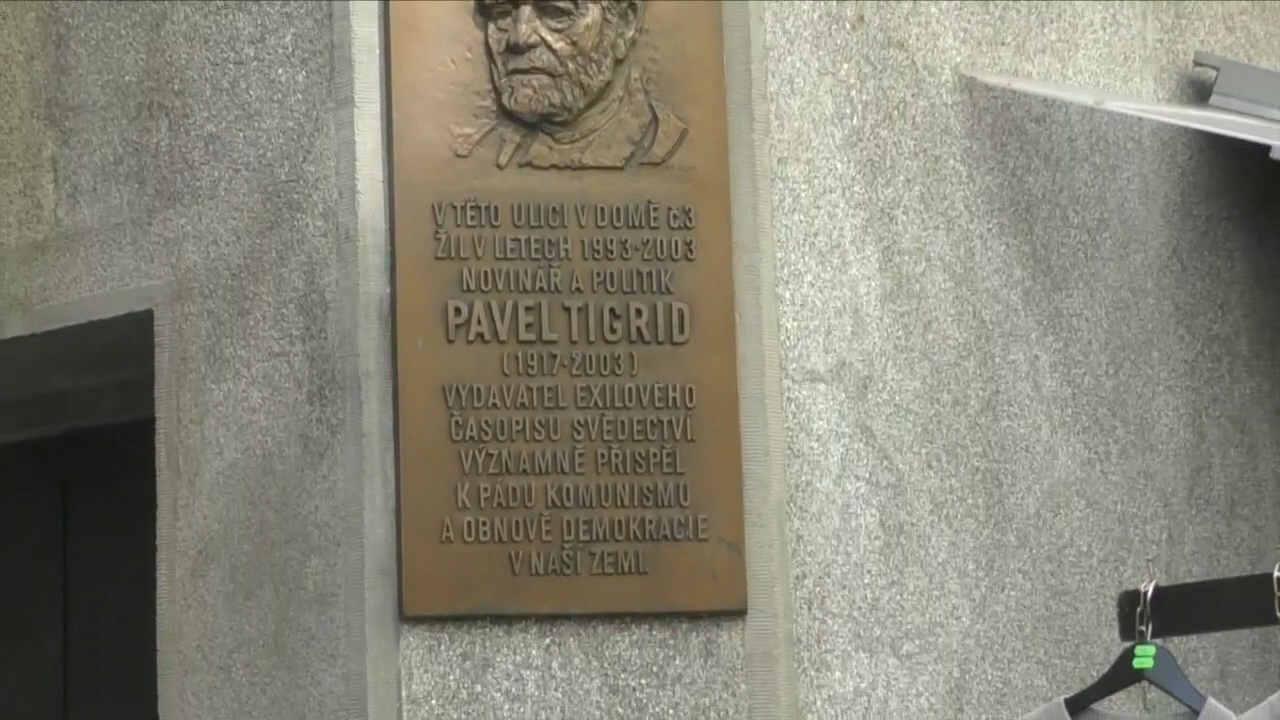 V TÉTO ULICI V DOMĚ č.3
ŽIL V LETECH 1993-2003
NOVINÁŘ A POLITIK
PAVEL TIGRID
(1917-2003)
VYDAVATEL EXILOVÉHO
ČASOPISU SVĚDECTVÍ.
VÝZNAMNĚ PŘISPĚL
K PÁDU KOMUNISMU
A OBNOVĚ DEMOKRACIE
V NAŠÍ ZEMI.